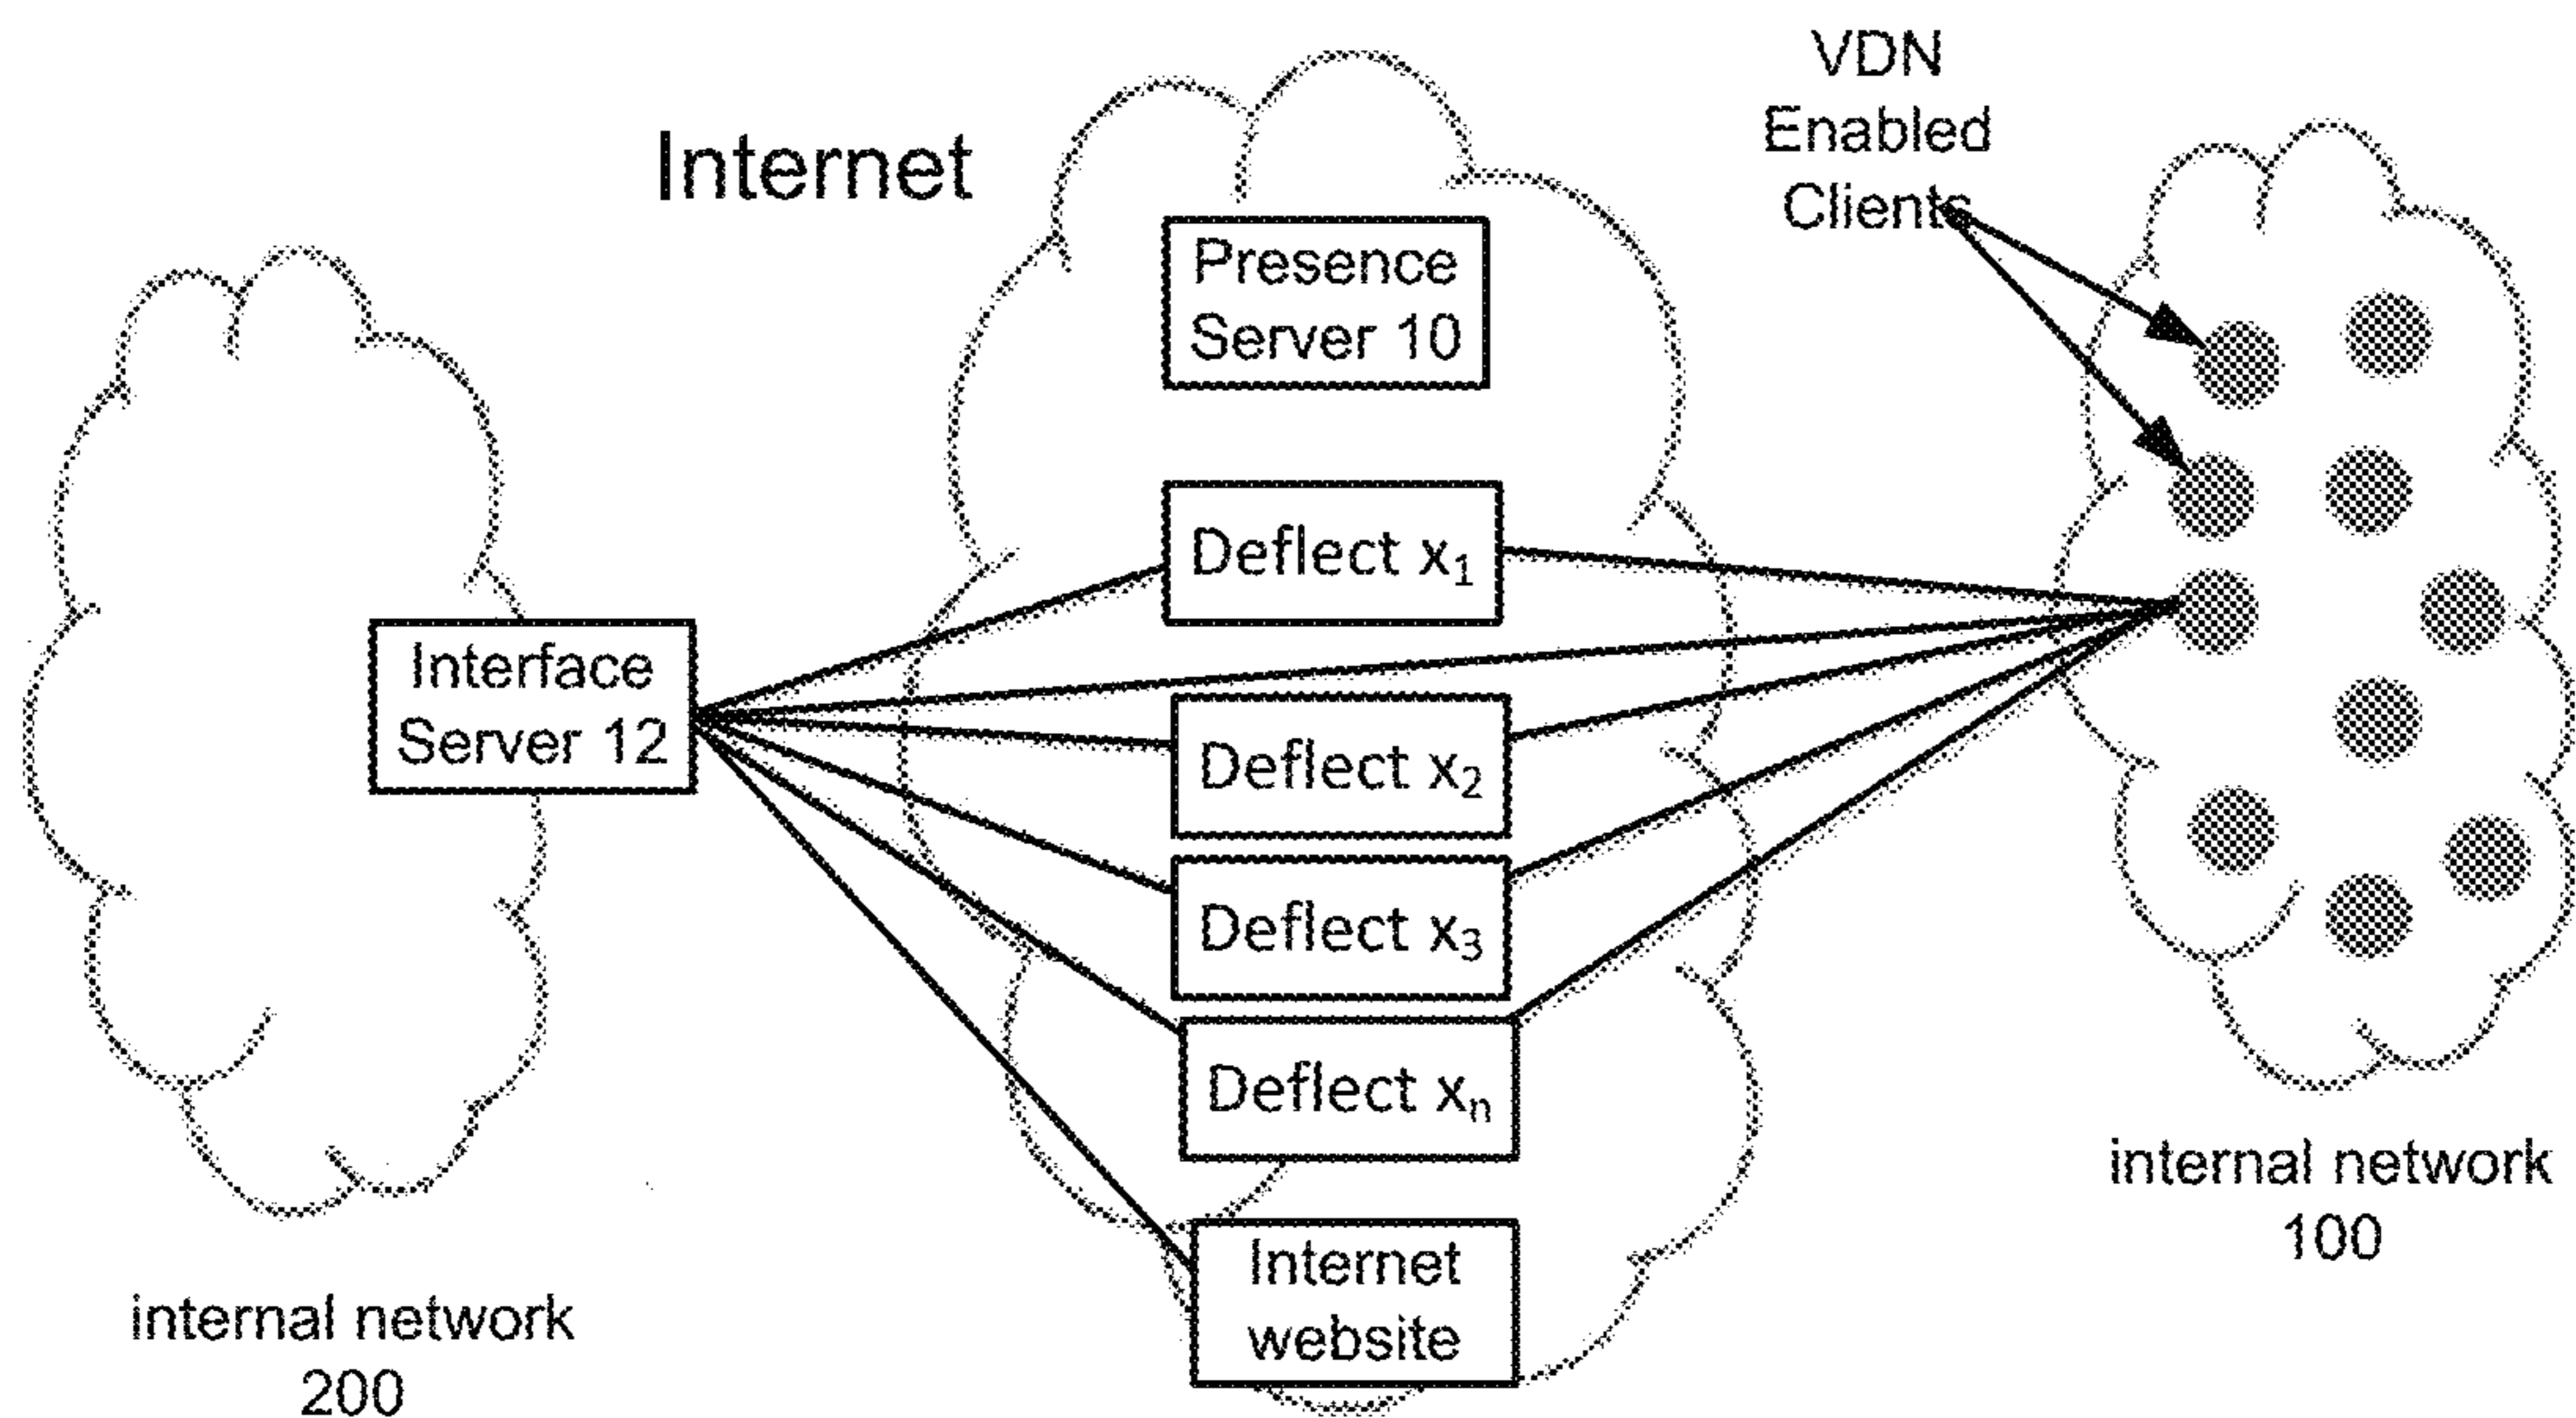 Internet
VDN
Enabled
Clients
Presence
Server 10
Deflect x₁
Interface
Server 12
Deflect x₂
Deflect x₃
Deflect xₙ
Internet
website
internal network
200
internal network
100